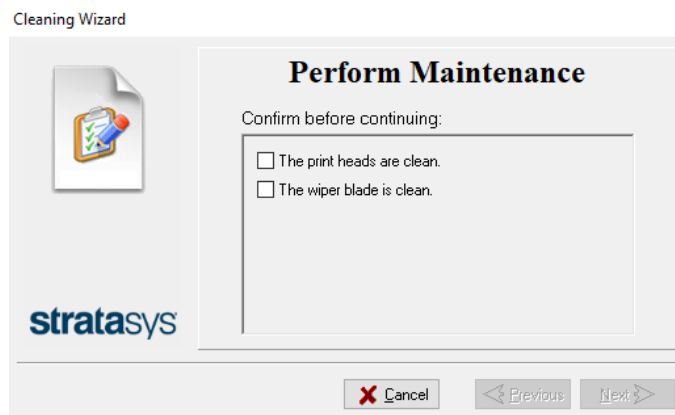 Cleaning Wizard
Perform Maintenance
Confirm before continuing:
The print heads are clean.
The wiper blade is clean.
stratasys
Cancel
Previous
Next